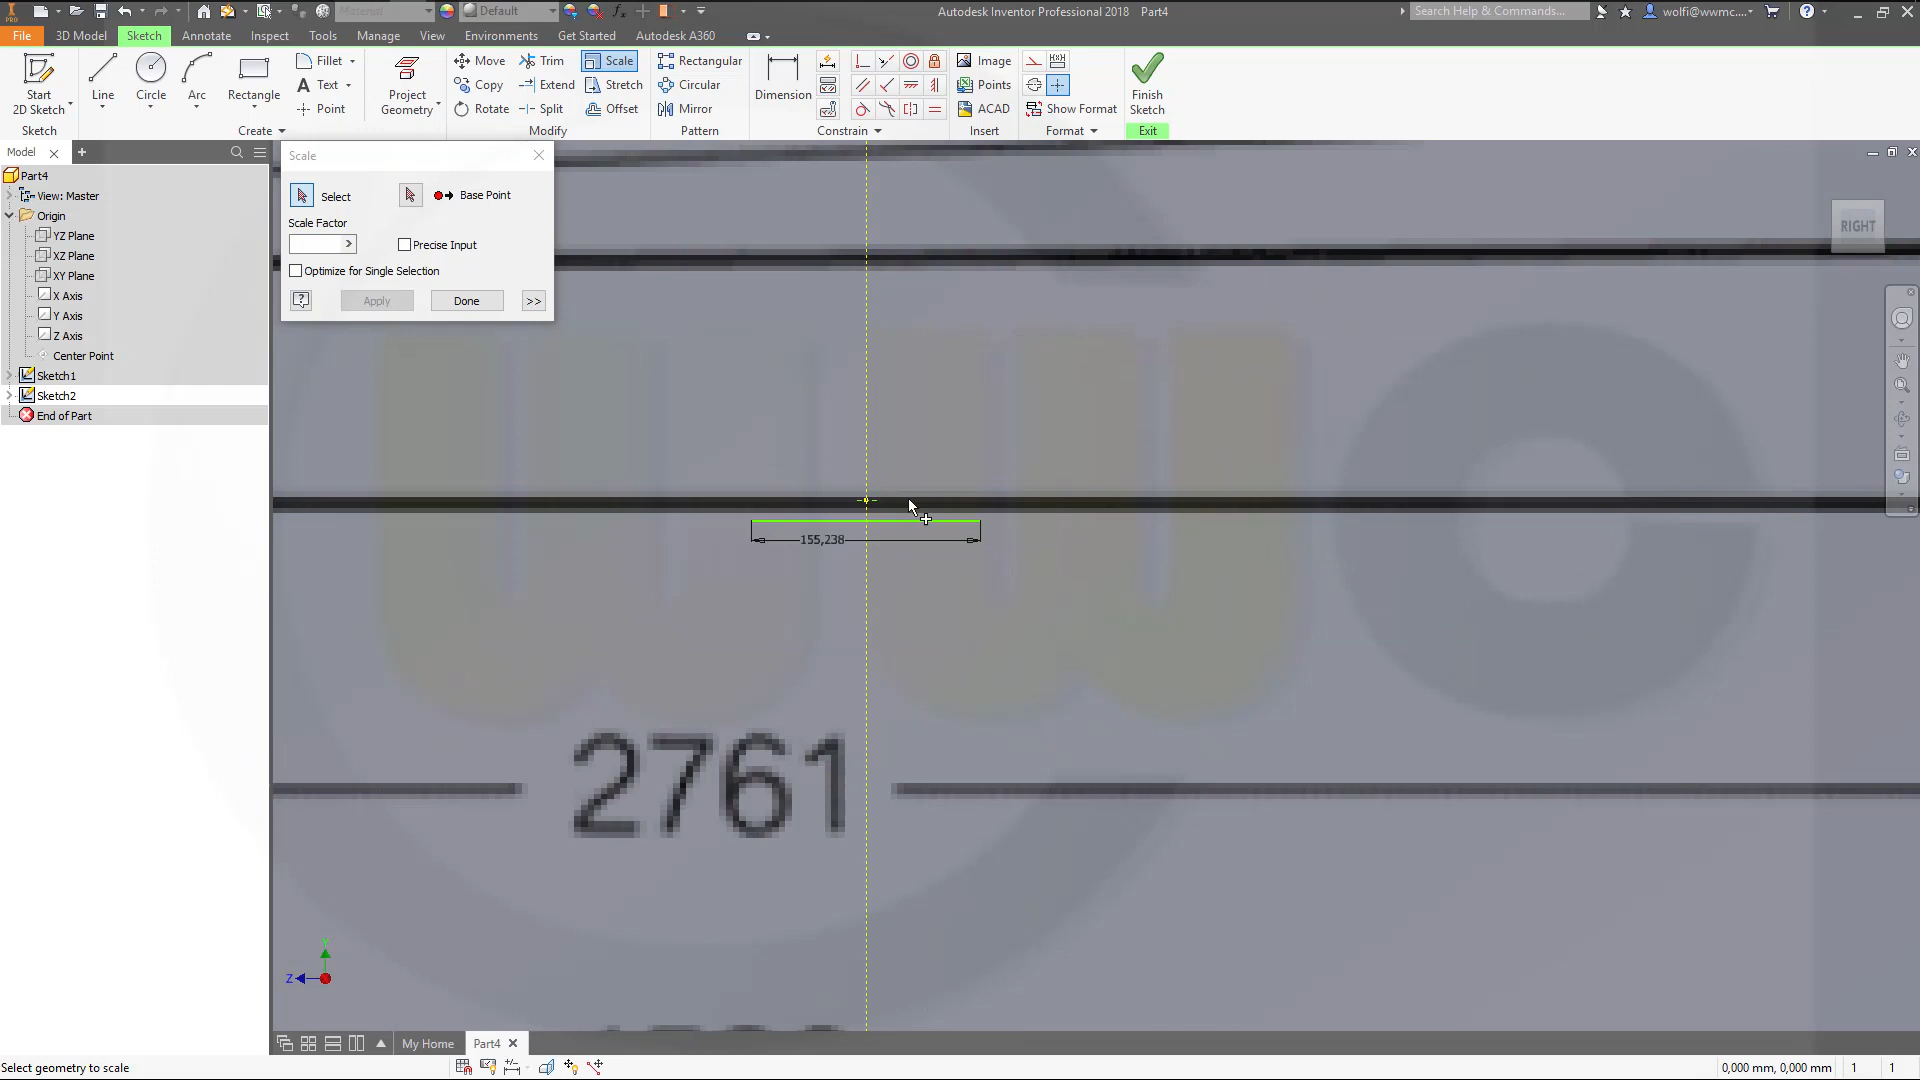 Material
Default
Autodesk Inventor Professional 2018 Part4
Search Help & Commands...
wolfi@wwmc....
PRO
File 3D Model Sketch Annotate Inspect Tools Manage View Environments Get Started Autodesk A360
Start
2D Sketch
Line
Circle
Arc
Rectangle
Fillet
Text
Point
Project
Geometry
Move
Copy
Rotate
Trim
Extend
Split
Scale
Stretch
Offset
Rectangular
Circular
Mirror
Dimension
Image
Points
ACAD
Show Format
Finish
Sketch
Sketch Create Modify Pattern Constrain Insert Format Exit
Model
Part4
View: Master
Origin
YZ Plane
XZ Plane
XY Plane
X Axis
Y Axis
Z Axis
Center Point
Sketch1
Sketch2
End of Part
Scale
Select
Base Point
Scale Factor
Precise Input
Optimize for Single Selection
Apply
Done
>>
RIGHT
155,238
2761
Y
Z
My Home
Part4
Select geometry to scale
0,000 mm, 0,000 mm 1 1